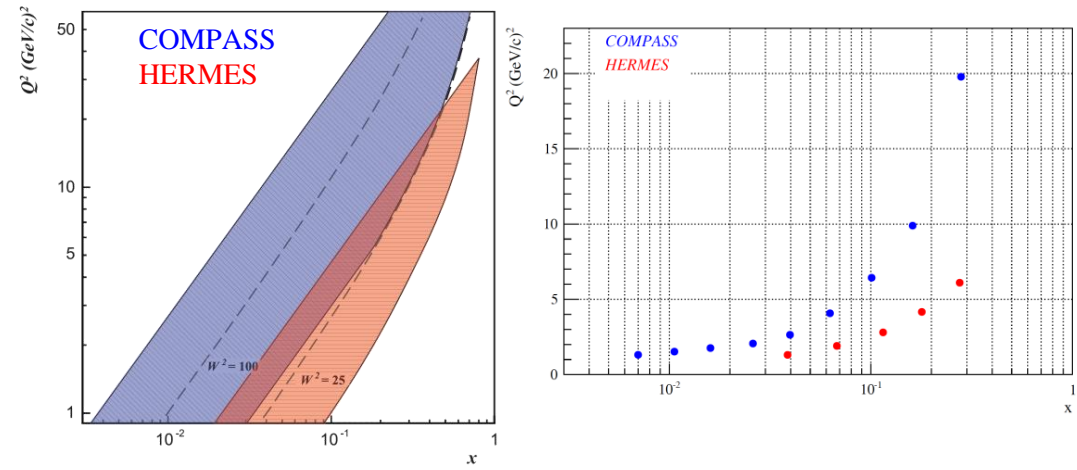 COMPASS
HERMES
Q² (GeV/c)²
50
10
5
1
W² = 100
W² = 25
10⁻²
10⁻¹
1
x
COMPASS
HERMES
Q² (GeV/c)²
20
15
10
5
0
10⁻²
10⁻¹
1
x